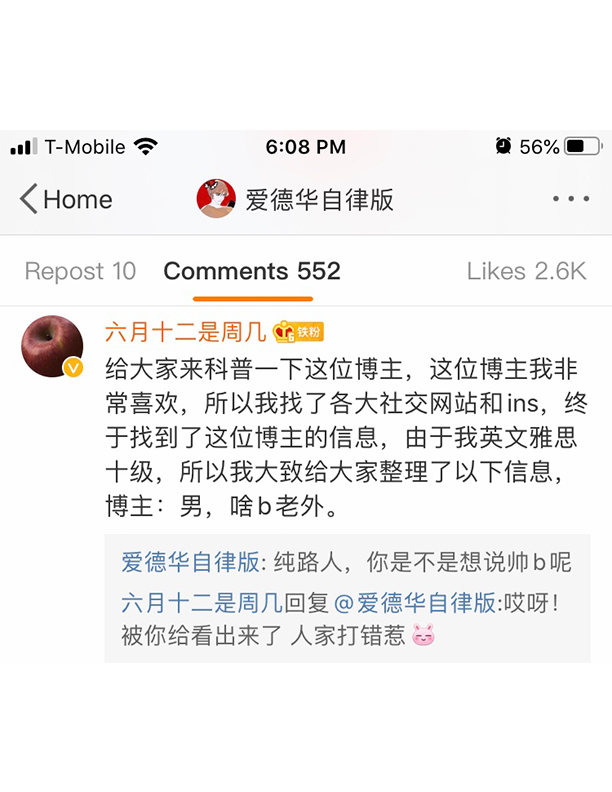 T-Mobile 6:08 PM 56%
Home 爱德华自律版
Repost 10 Comments 552 Likes 2.6K
六月十二是周几 铁粉
给大家来科普一下这位博主，这位博主我非
常喜欢，所以我找了各大社交网站和ins，终
于找到了这位博主的信息，由于我英文雅思
十级，所以我大致给大家整理了以下信息，
博主：男，啥b老外。
爱德华自律版: 纯路人，你是不是想说帅b呢
六月十二是周几回复@爱德华自律版:哎呀！
被你给看出来了 人家打错惹